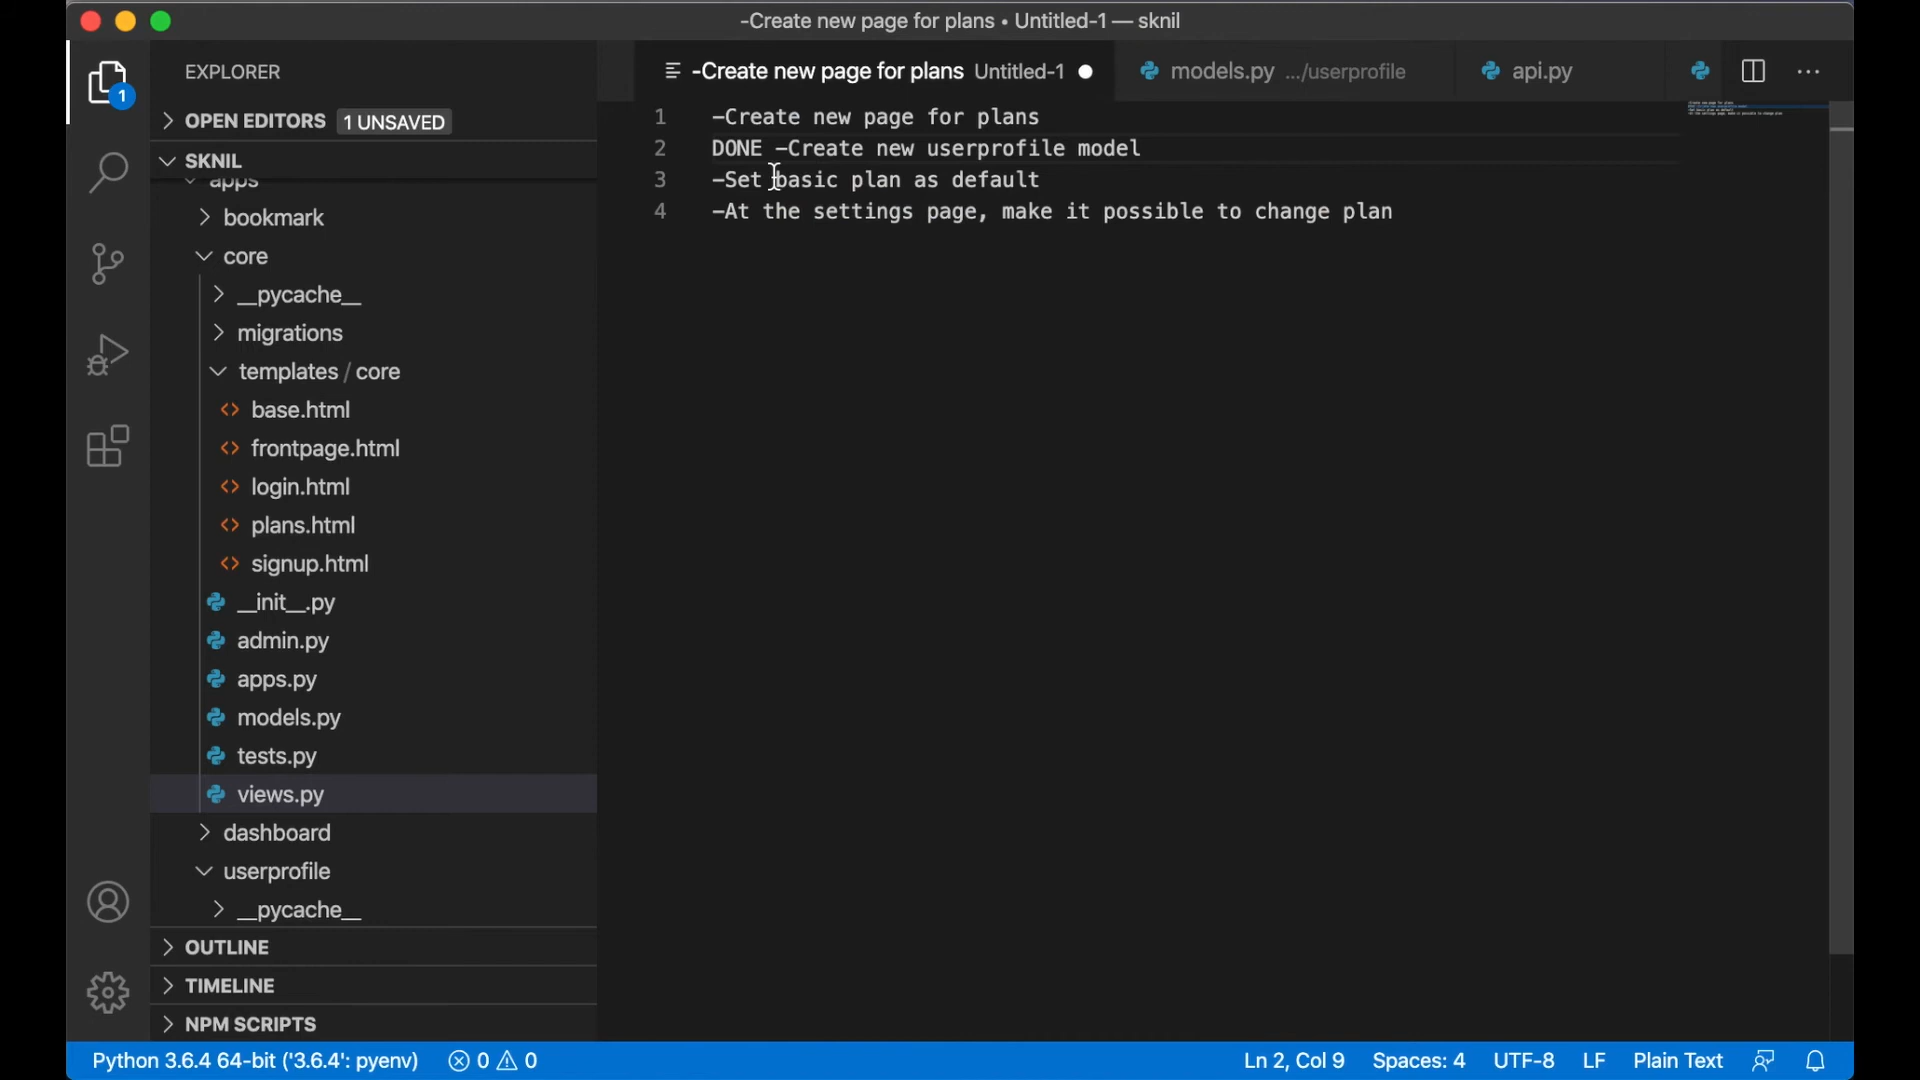 -Create new page for plans • Untitled-1 — sknil
EXPLORER
-Create new page for plans Untitled-1
models.py .../userprofile
api.py
1
OPEN EDITORS 1 UNSAVED
SKNIL
apps
bookmark
core
__pycache__
migrations
templates / core
base.html
frontpage.html
login.html
plans.html
signup.html
__init__.py
admin.py
apps.py
models.py
tests.py
views.py
dashboard
userprofile
__pycache__
OUTLINE
TIMELINE
NPM SCRIPTS
1 -Create new page for plans
2 DONE -Create new userprofile model
3 -Set basic plan as default
4 -At the settings page, make it possible to change plan
Python 3.6.4 64-bit ('3.6.4': pyenv) 0 0 Ln 2, Col 9 Spaces: 4 UTF-8 LF Plain Text